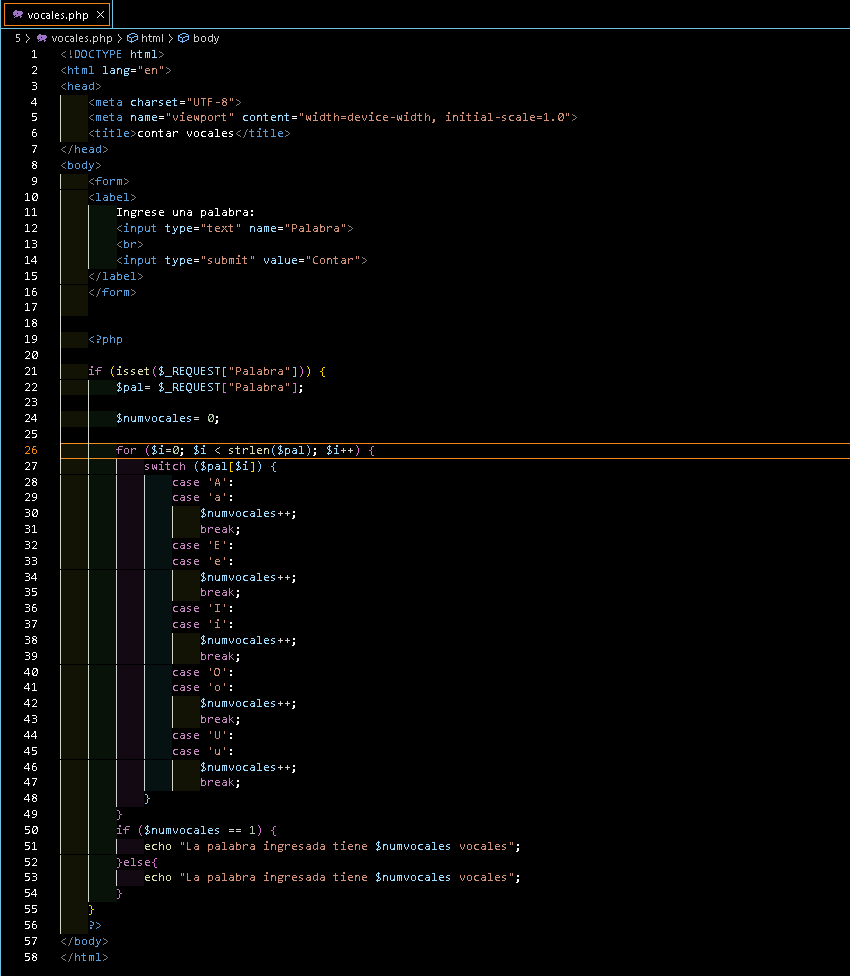 vocales.php
5 > vocales.php > html > body
1 <!DOCTYPE html>
2 <html lang="en">
3 <head>
4     <meta charset="UTF-8">
5     <meta name="viewport" content="width=device-width, initial-scale=1.0">
6     <title>contar vocales</title>
7 </head>
8 <body>
9     <form>
10     <label>
11         Ingrese una palabra:
12         <input type="text" name="Palabra">
13         <br>
14         <input type="submit" value="Contar">
15     </label>
16     </form>
17
18
19     <?php
20
21     if (isset($_REQUEST["Palabra"])) {
22         $pal= $_REQUEST["Palabra"];
23
24         $numvocales= 0;
25
26         for ($i=0; $i < strlen($pal); $i++) {
27             switch ($pal[$i]) {
28                 case 'A':
29                 case 'a':
30                     $numvocales++;
31                     break;
32                 case 'E':
33                 case 'e':
34                     $numvocales++;
35                     break;
36                 case 'I':
37                 case 'i':
38                     $numvocales++;
39                     break;
40                 case 'O':
41                 case 'o':
42                     $numvocales++;
43                     break;
44                 case 'U':
45                 case 'u':
46                     $numvocales++;
47                     break;
48             }
49         }
50         if ($numvocales == 1) {
51             echo "La palabra ingresada tiene $numvocales vocales";
52         }else{
53             echo "La palabra ingresada tiene $numvocales vocales";
54         }
55     }
56     ?>
57 </body>
58 </html>